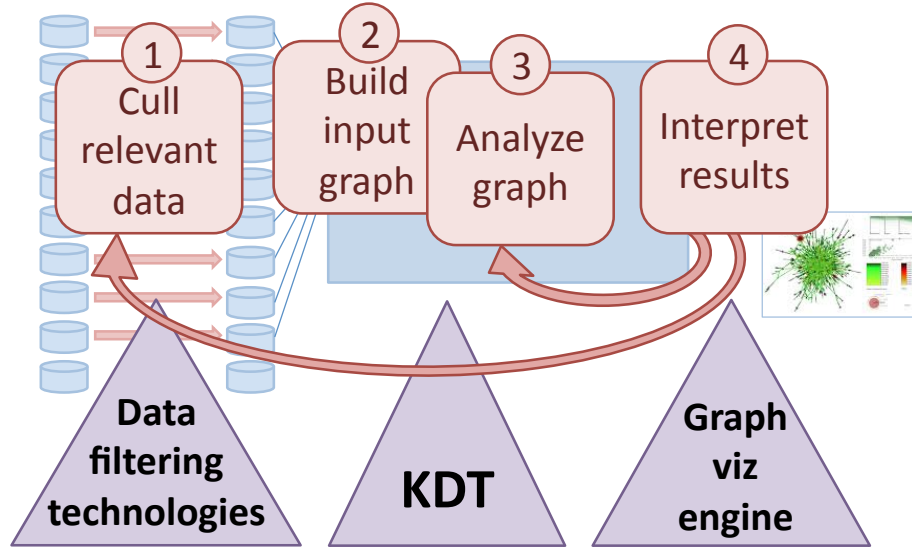 1
Cull
relevant
data
2
Build
input
graph
3
Analyze
graph
4
Interpret
results
Data
filtering
technologies
KDT
Graph
viz
engine